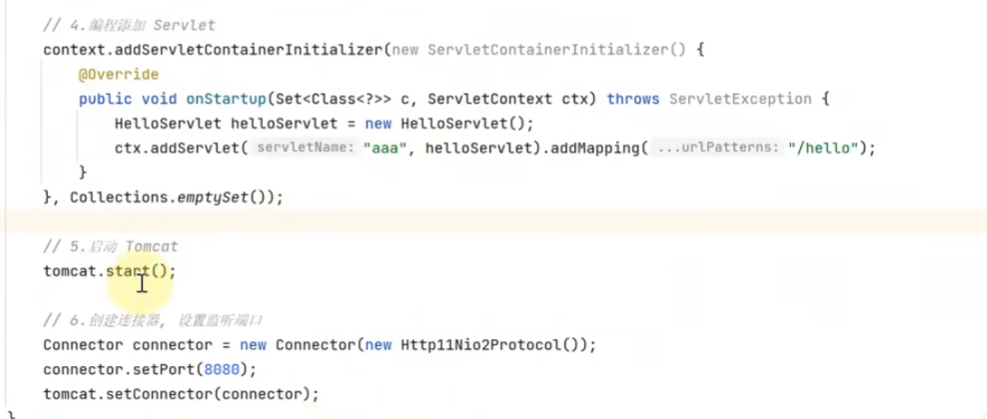 // 4.编程添加 Servlet
context.addServletContainerInitializer(new ServletContainerInitializer() {
@Override
public void onStartup(Set<Class<?>> c, ServletContext ctx) throws ServletException {
HelloServlet helloServlet = new HelloServlet();
ctx.addServlet( servletName: "aaa", helloServlet).addMapping( ...urlPatterns: "/hello");
}
}, Collections.emptySet());
// 5.启动 Tomcat
tomcat.start();
// 6.创建连接器, 设置监听端口
Connector connector = new Connector(new Http11Nio2Protocol());
connector.setPort(8080);
tomcat.setConnector(connector);
}